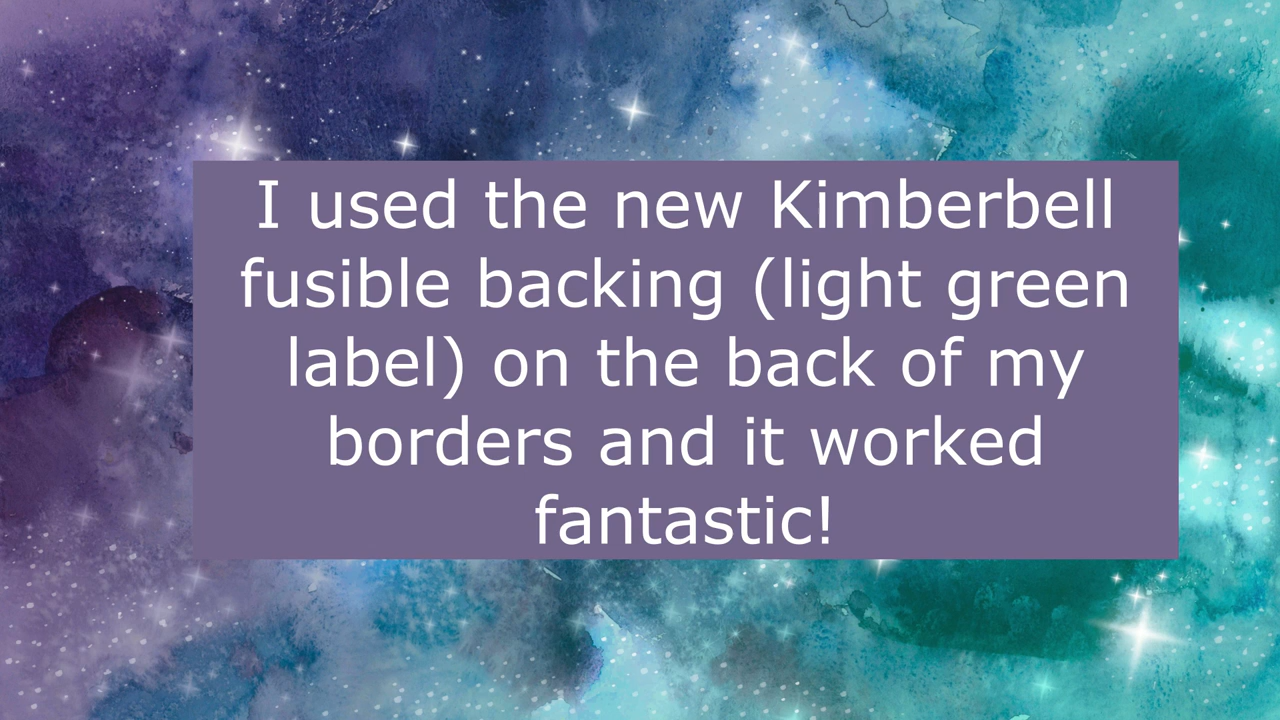 I used the new Kimberbell
fusible backing (light green
label) on the back of my
borders and it worked
fantastic!